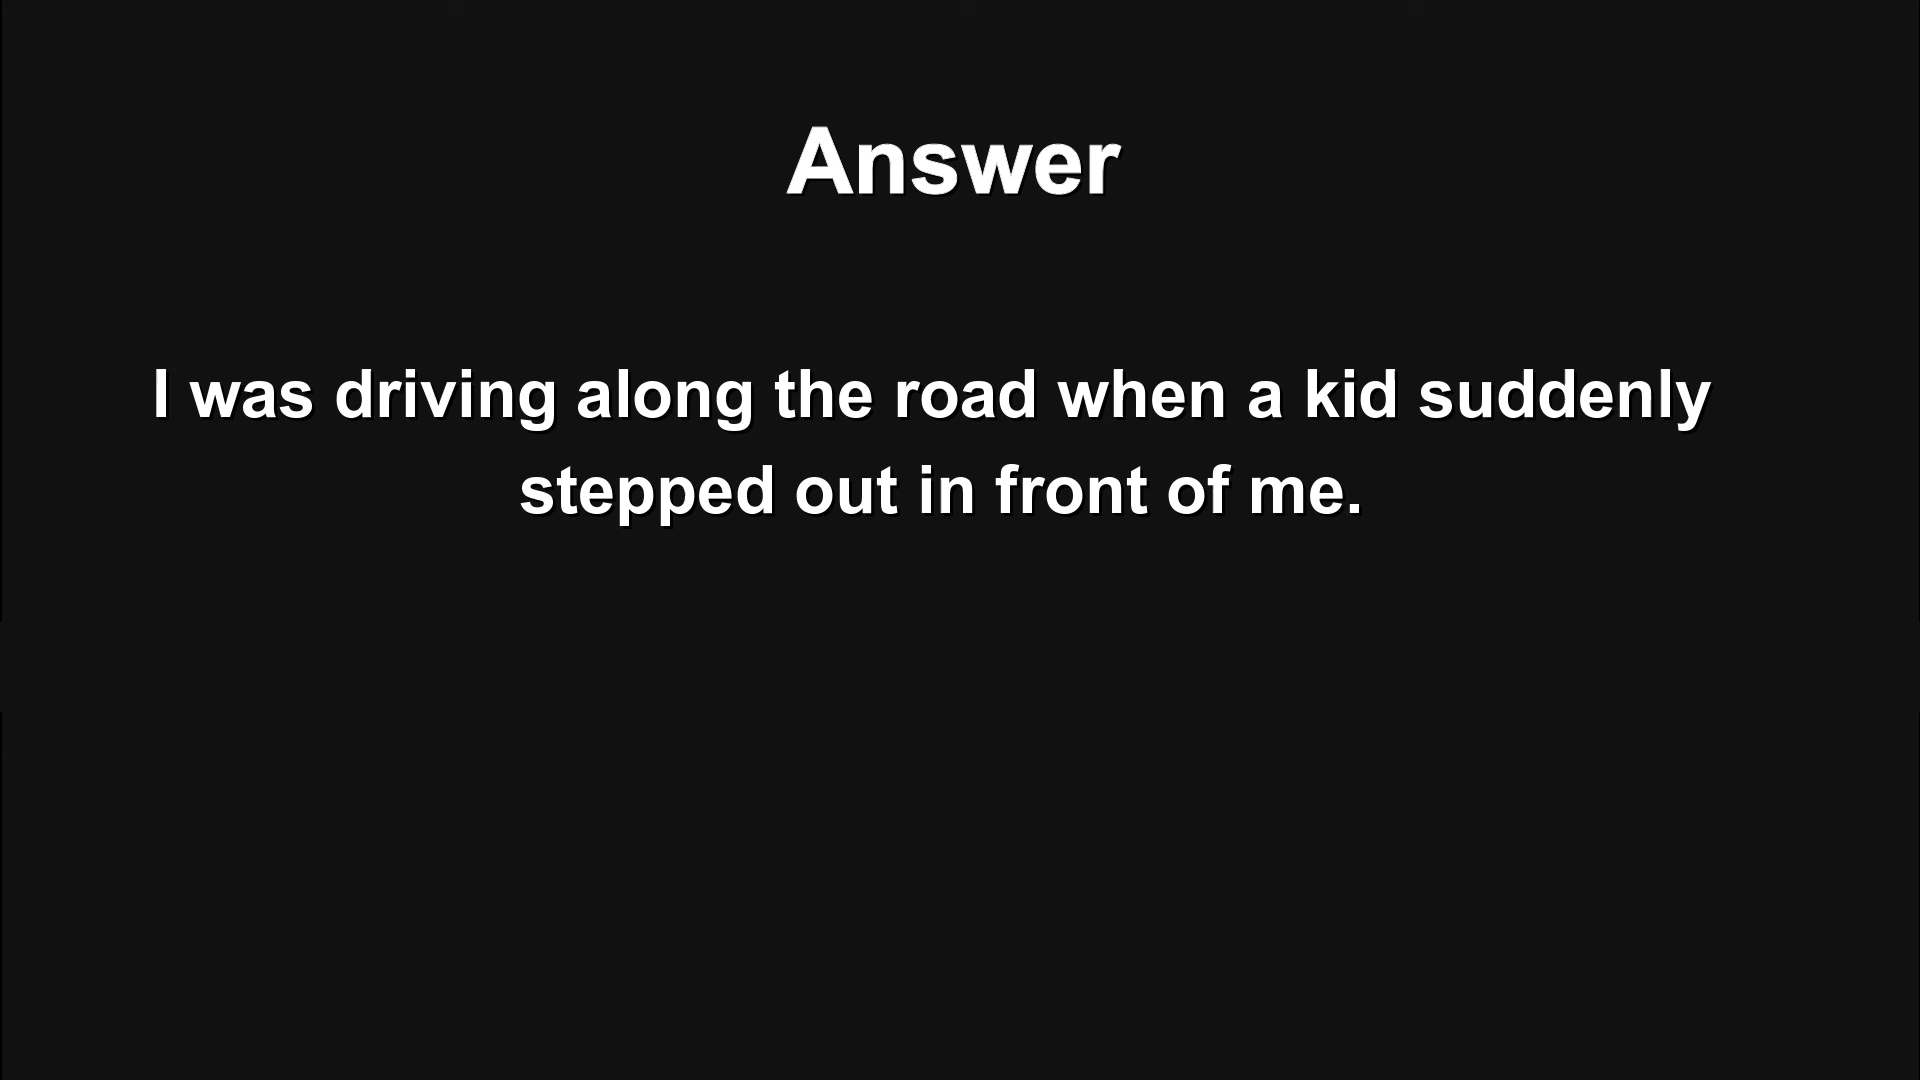 Answer
I was driving along the road when a kid suddenly
stepped out in front of me.